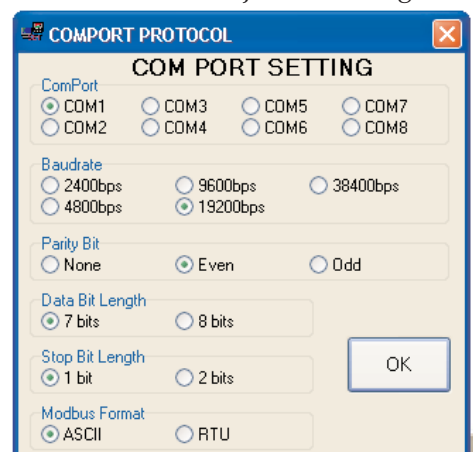 COMPORT PROTOCOL
COM PORT SETTING
ComPort
COM1 COM3 COM5 COM7
COM2 COM4 COM6 COM8
Baudrate
2400bps 9600bps 38400bps
4800bps 19200bps
Parity Bit
None Even Odd
Data Bit Length
7 bits 8 bits
Stop Bit Length
1 bit 2 bits
OK
Modbus Format
ASCII RTU